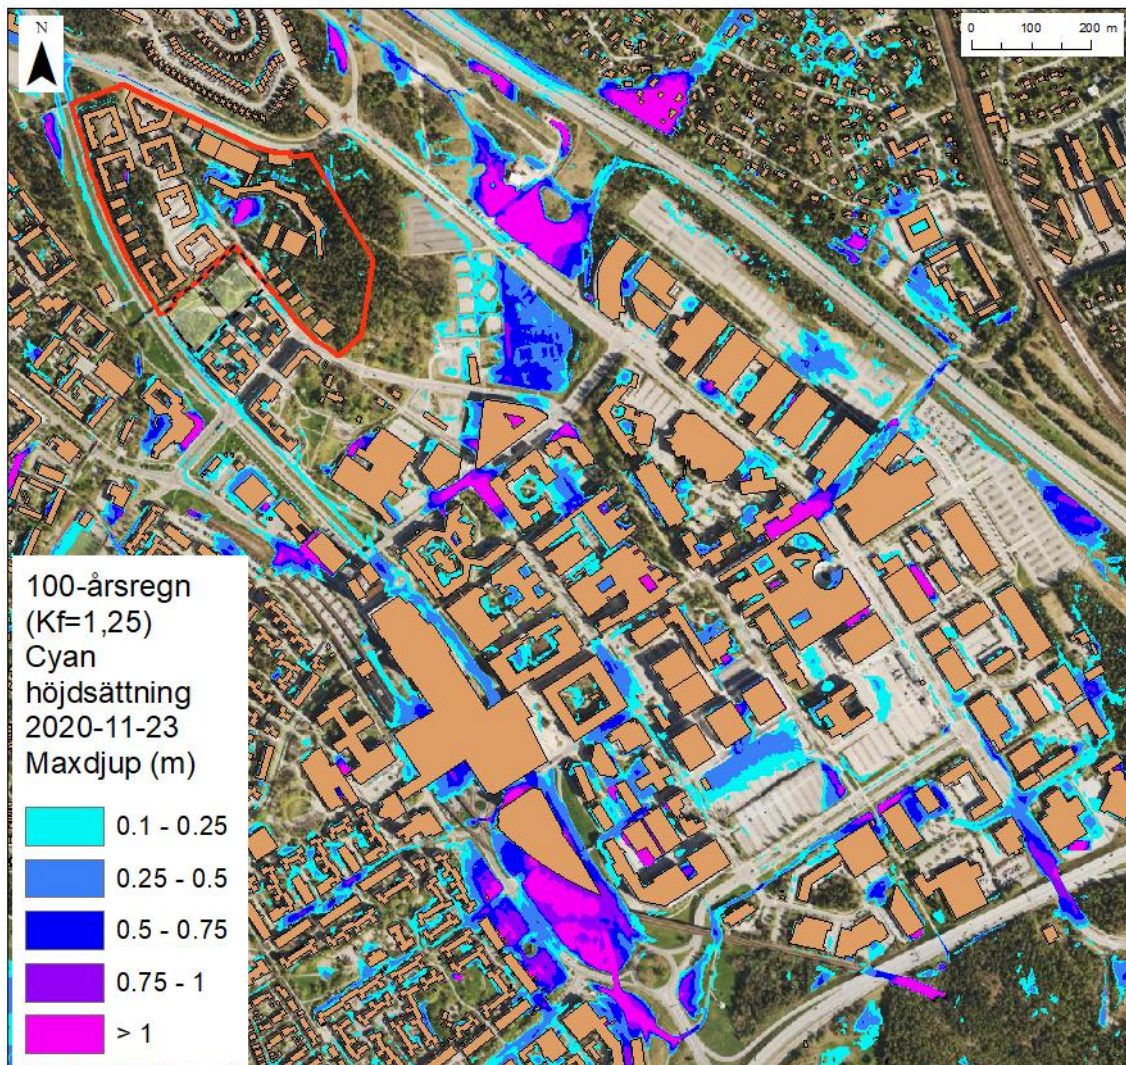 N
0 100 200 m
100-årsregn
(Kf=1,25)
Cyan
höjdsättning
2020-11-23
Maxdjup (m)
0.1 - 0.25
0.25 - 0.5
0.5 - 0.75
0.75 - 1
> 1